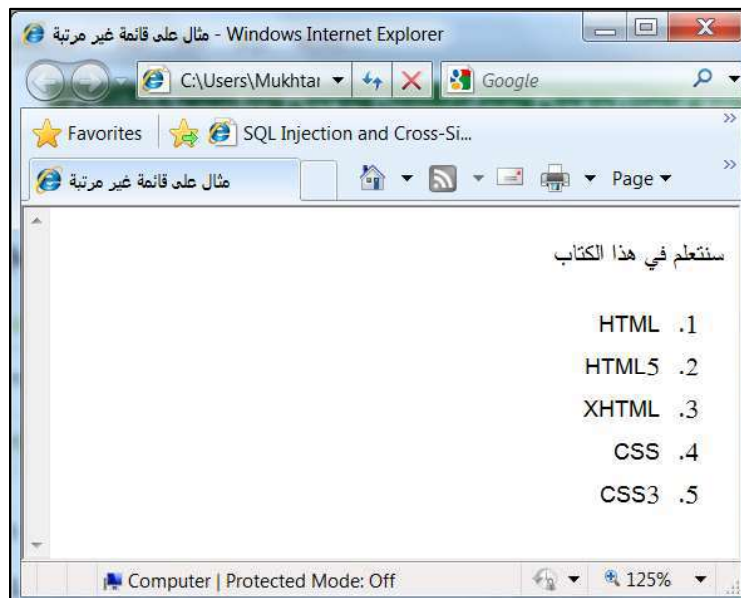 مثال على قائمة غير مرتبة - Windows Internet Explorer
C:\Users\Mukhtar Google
Favorites SQL Injection and Cross-Si...
مثال على قائمة غير مرتبة Page
سنتعلم في هذا الكتاب
1. HTML
2. HTML5
3. XHTML
4. CSS
5. CSS3
Computer | Protected Mode: Off 125%